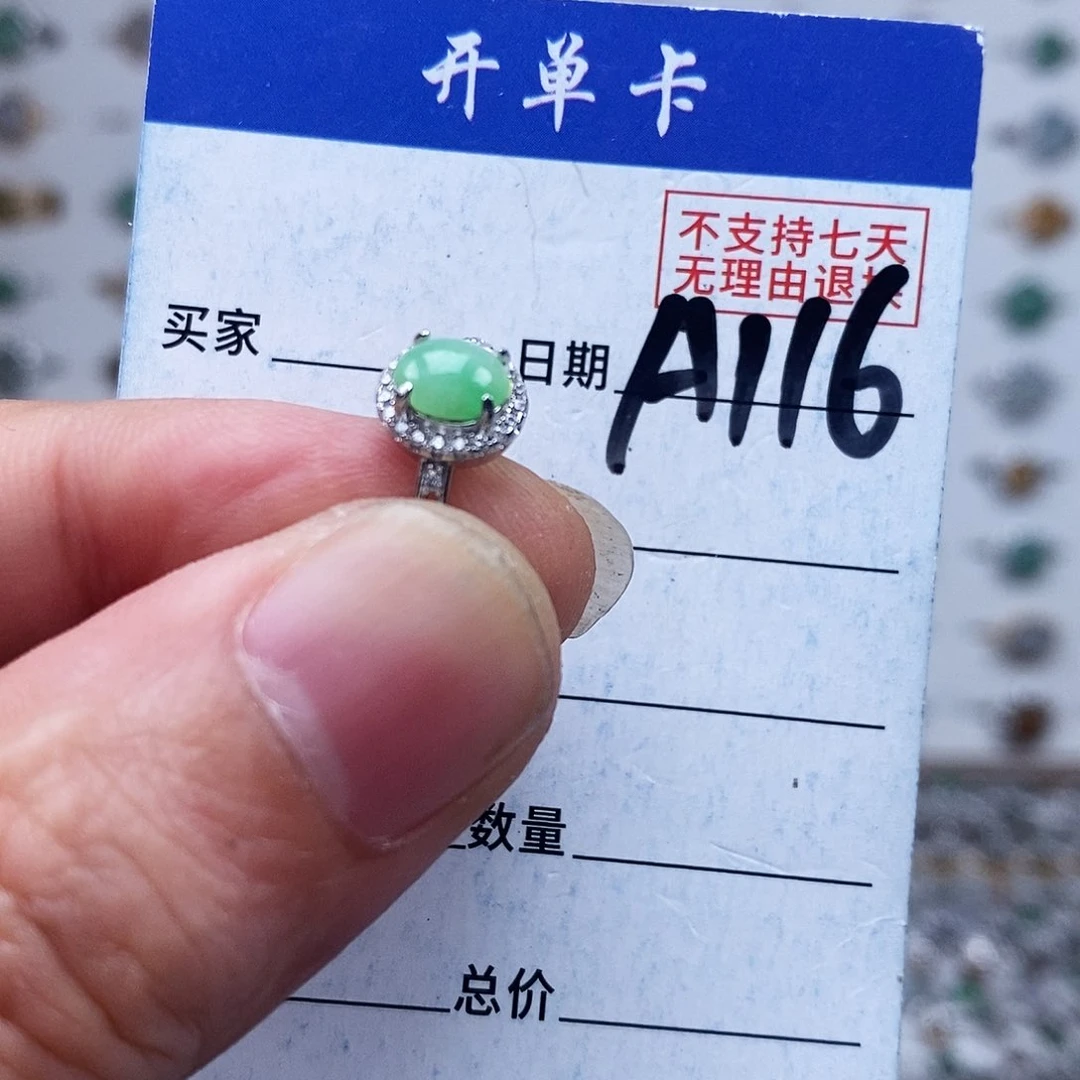 开单卡
不支持七天
无理由退换
买家 日期 A116
数量
总价